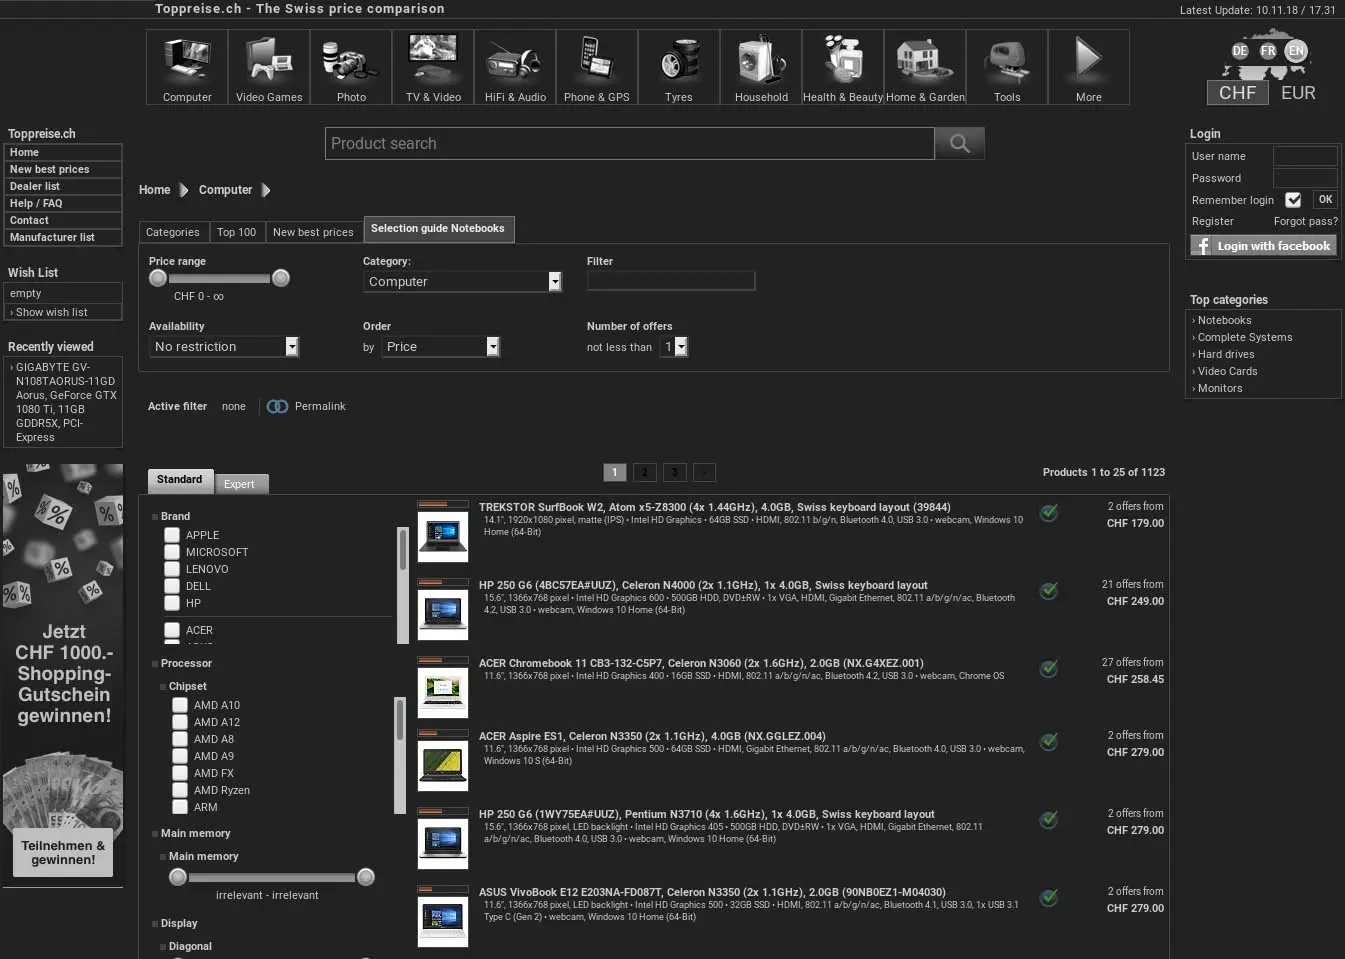 Toppreise.ch - The Swiss price comparison
Latest Update: 10.11.18 / 17.31
Computer
Video Games
Photo
TV & Video
HiFi & Audio
Phone & GPS
Tyres
Household
Health & Beauty
Home & Garden
Tools
More
DE
FR
EN
CHF
EUR
Toppreise.ch
Home
New best prices
Dealer list
Help / FAQ
Contact
Manufacturer list
Wish List
empty
› Show wish list
Recently viewed
› GIGABYTE GV-
N108TAORUS-11GD
Aorus, GeForce GTX
1080 Ti, 11GB
GDDR5X, PCI-
Express
Jetzt
CHF 1000.-
Shopping-
Gutschein
gewinnen!
Teilnehmen &
gewinnen!
Product search
Home
Computer
Categories
Top 100
New best prices
Selection guide Notebooks
Price range
CHF 0 - ∞
Category:
Computer
Filter
Availability
No restriction
Order
by
Price
Number of offers
not less than
1
Active filter
none
Permalink
1
2
3
Products 1 to 25 of 1123
Standard
Expert
Brand
APPLE
MICROSOFT
LENOVO
DELL
HP
ACER
Processor
Chipset
AMD A10
AMD A12
AMD A8
AMD A9
AMD FX
AMD Ryzen
ARM
Main memory
Main memory
irrelevant - irrelevant
Display
Diagonal
TREKSTOR SurfBook W2, Atom x5-Z8300 (4x 1.44GHz), 4.0GB, Swiss keyboard layout (39844)
14.1", 1920x1080 pixel, matte (IPS) • Intel HD Graphics • 64GB SSD • HDMI, 802.11 b/g/n, Bluetooth 4.0, USB 3.0 • webcam, Windows 10
Home (64-Bit)
2 offers from
CHF 179.00
HP 250 G6 (4BC57EA#UUZ), Celeron N4000 (2x 1.1GHz), 1x 4.0GB, Swiss keyboard layout
15.6", 1366x768 pixel • Intel HD Graphics 600 • 500GB HDD, DVD±RW • 1x VGA, HDMI, Gigabit Ethernet, 802.11 a/b/g/n/ac, Bluetooth
4.2, USB 3.0 • webcam, Windows 10 Home (64-Bit)
21 offers from
CHF 249.00
ACER Chromebook 11 CB3-132-C5P7, Celeron N3060 (2x 1.6GHz), 2.0GB (NX.G4XEZ.001)
11.6", 1366x768 pixel • Intel HD Graphics 400 • 16GB SSD • HDMI, 802.11 a/b/g/n/ac, Bluetooth 4.2, USB 3.0 • webcam, Chrome OS
27 offers from
CHF 258.45
ACER Aspire ES1, Celeron N3350 (2x 1.1GHz), 4.0GB (NX.GGLEZ.004)
11.6", 1366x768 pixel • Intel HD Graphics 500 • 64GB SSD • HDMI, Gigabit Ethernet, 802.11 a/b/g/n/ac, Bluetooth 4.0, USB 3.0 • webcam,
Windows 10 S (64-Bit)
2 offers from
CHF 279.00
HP 250 G6 (1WY75EA#UUZ), Pentium N3710 (4x 1.6GHz), 1x 4.0GB, Swiss keyboard layout
15.6", 1366x768 pixel, LED backlight • Intel HD Graphics 405 • 500GB HDD, DVD±RW • 1x VGA, HDMI, Gigabit Ethernet, 802.11
a/b/g/n/ac, Bluetooth 4.0, USB 3.0 • webcam, Windows 10 Home (64-Bit)
2 offers from
CHF 279.00
ASUS VivoBook E12 E203NA-FD087T, Celeron N3350 (2x 1.1GHz), 2.0GB (90NB0EZ1-M04030)
11.6", 1366x768 pixel, LED backlight • Intel HD Graphics 500 • 32GB SSD • HDMI, 802.11 a/b/g/n/ac, Bluetooth 4.1, USB 3.0, 1x USB 3.1
Type C (Gen 2) • webcam, Windows 10 Home (64-Bit)
2 offers from
CHF 279.00
Login
User name
Password
Remember login
OK
Register
Forgot pass?
Login with facebook
Top categories
› Notebooks
› Complete Systems
› Hard drives
› Video Cards
› Monitors